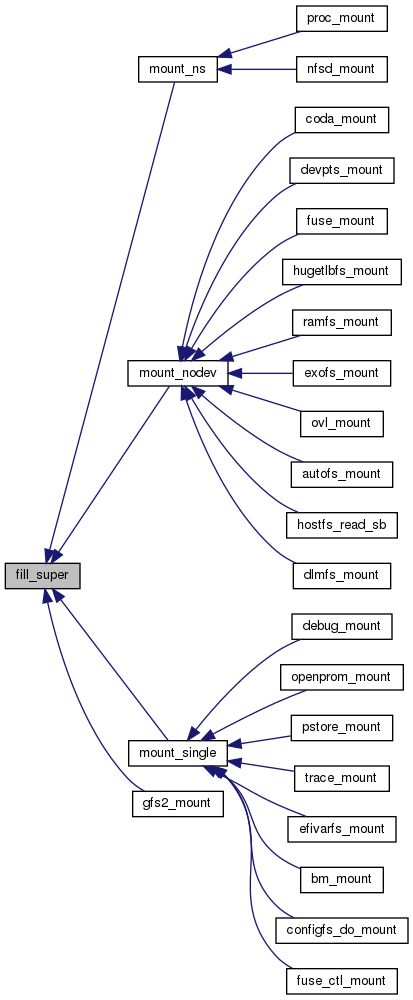 proc_mount
mount_ns
nfsd_mount
coda_mount
devpts_mount
fuse_mount
hugetlbfs_mount
ramfs_mount
mount_nodev
exofs_mount
ovl_mount
autofs_mount
hostfs_read_sb
fill_super
dlmfs_mount
debug_mount
openprom_mount
pstore_mount
mount_single
trace_mount
gfs2_mount
efivarfs_mount
bm_mount
configfs_do_mount
fuse_ctl_mount